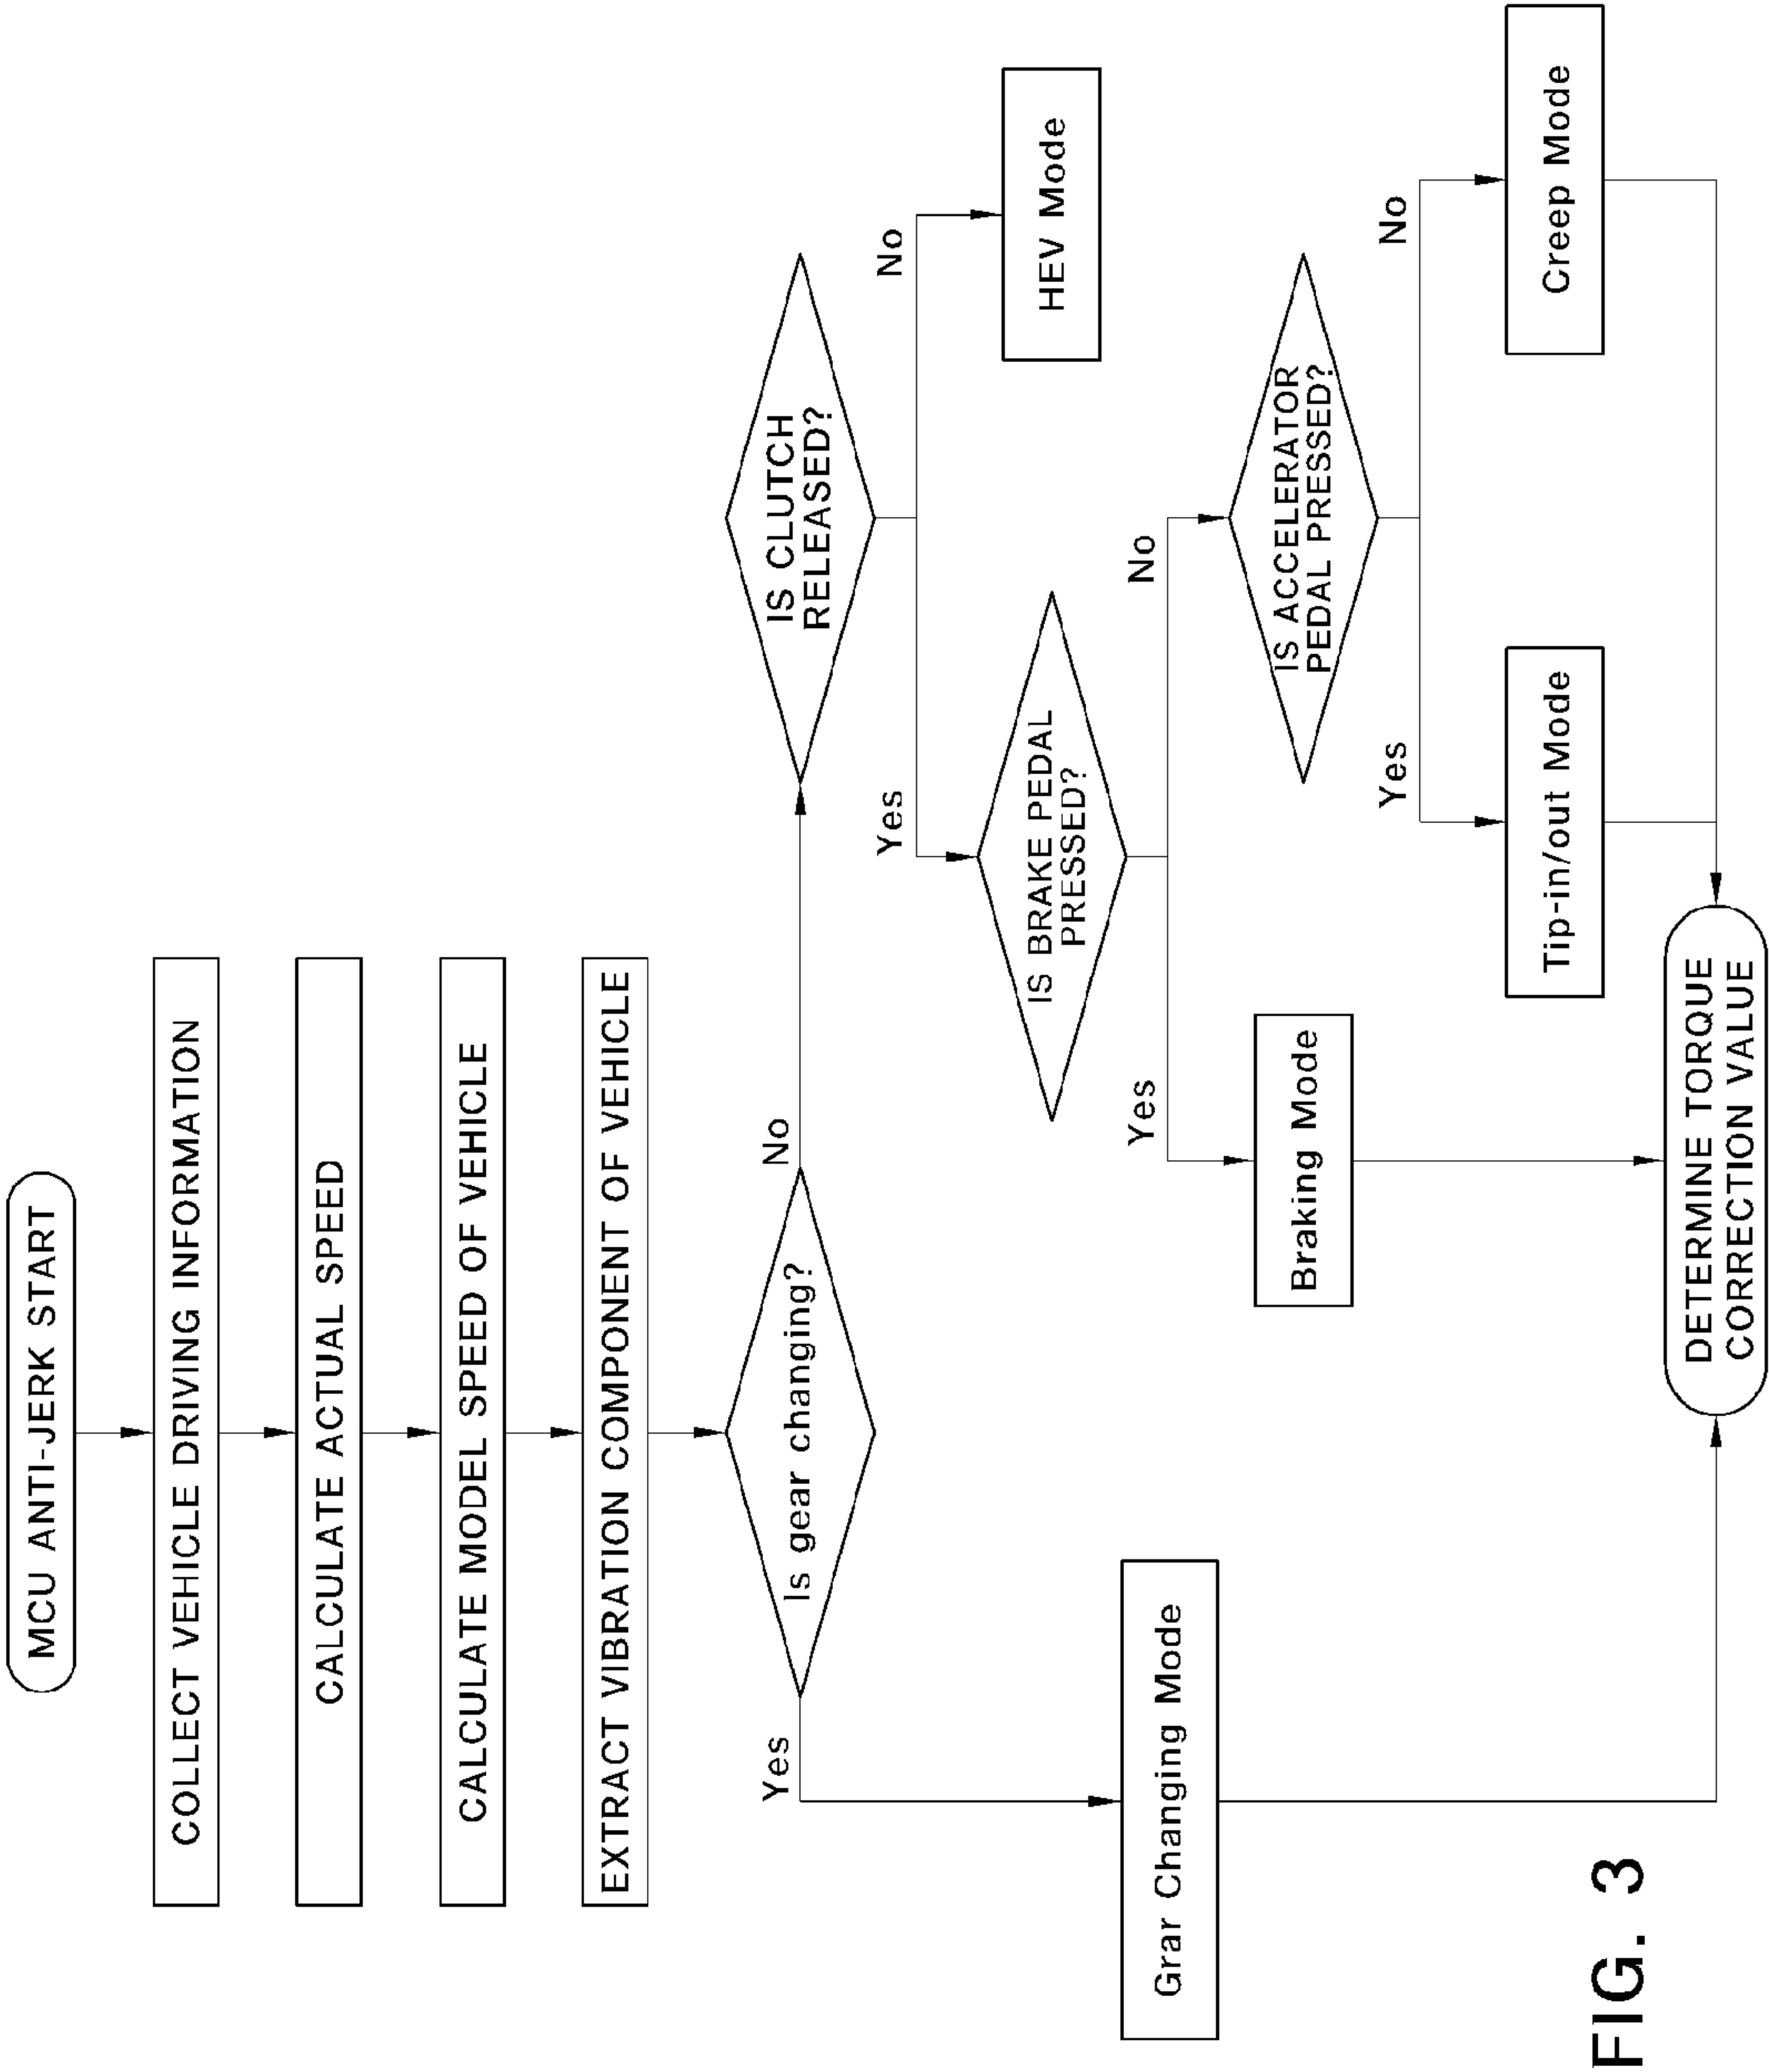 FIG. 3
MCU ANTI-JERK START
COLLECT VEHICLE DRIVING INFORMATION
CALCULATE ACTUAL SPEED
CALCULATE MODEL SPEED OF VEHICLE
EXTRACT VIBRATION COMPONENT OF VEHICLE
Is gear changing?
Yes
No
IS CLUTCH
RELEASED?
Yes
No
HEV Mode
IS BRAKE PEDAL
PRESSED?
Yes
No
Grar Changing Mode
Braking Mode
IS ACCELERATOR
PEDAL PRESSED?
Yes
No
Tip-in/out Mode
Creep Mode
DETERMINE TORQUE
CORRECTION VALUE